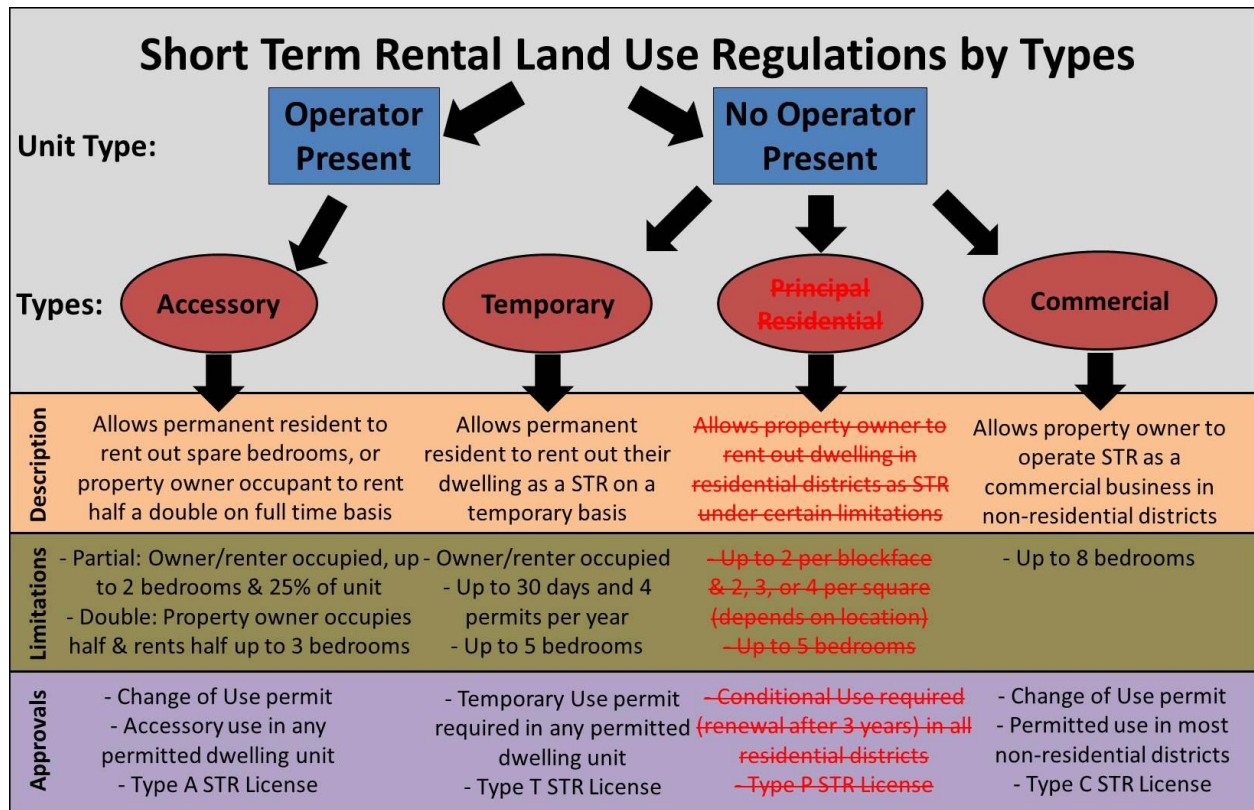 Short Term Rental Land Use Regulations by Types
Unit Type:
Operator
Present
No Operator
Present
Types:
Accessory
Temporary
Principal
Residential
Commercial
Description
Allows permanent resident to
rent out spare bedrooms, or
property owner occupant to rent
half a double on full time basis
Allows permanent
resident to rent out their
dwelling as a STR on a
temporary basis
Allows property owner to
rent out dwelling in
residential districts as STR
under certain limitations
Allows property owner to
operate STR as a
commercial business in
non-residential districts
Limitations
- Partial: Owner/renter occupied, up
to 2 bedrooms & 25% of unit
- Double: Property owner occupies
half & rents half up to 3 bedrooms
- Owner/renter occupied
- Up to 30 days and 4
permits per year
- Up to 5 bedrooms
- Up to 2 per blockface
& 2, 3, or 4 per square
(depends on location)
- Up to 5 bedrooms
- Up to 8 bedrooms
Approvals
- Change of Use permit
- Accessory use in any
permitted dwelling unit
- Type A STR License
- Temporary Use permit
required in any permitted
dwelling unit
- Type T STR License
- Conditional Use required
(renewal after 3 years) in all
residential districts
- Type P STR License
- Change of Use permit
- Permitted use in most
non-residential districts
- Type C STR License